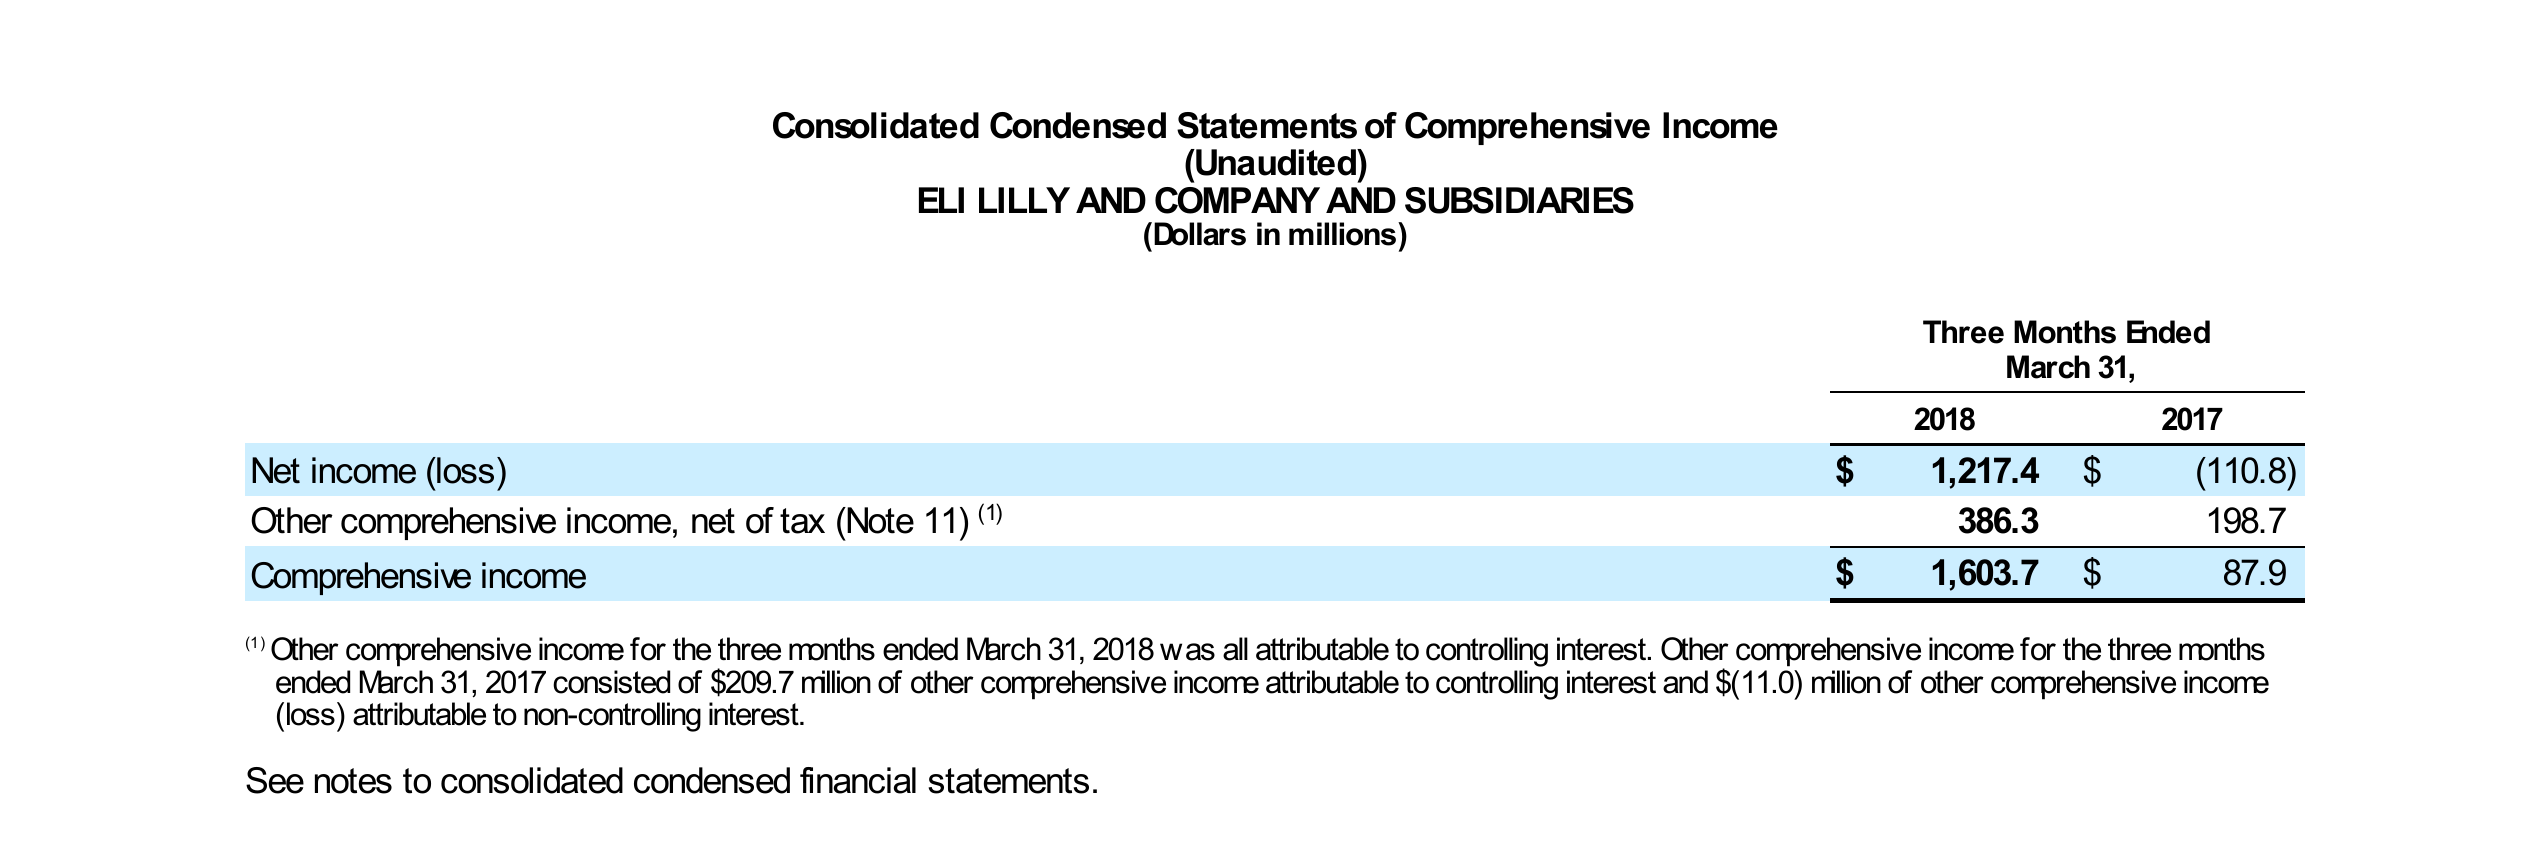 Consolidated Condensed Statements of Comprehensive Income
(Unaudited)
ELI LILLY AND COMPANY AND SUBSIDIARIES
(Dollars in millions)
Three Months Ended
March 31,
2018 2017
Net income (loss) $ 1,217.4 $ (110.8)
Other comprehensive income, net of tax (Note 11) (1) 386.3 198.7
Comprehensive income $ 1,603.7 $ 87.9
(1) Other comprehensive income for the three months ended March 31, 2018 was all attributable to controlling interest. Other comprehensive income for the three months
ended March 31, 2017 consisted of $209.7 million of other comprehensive income attributable to controlling interest and $(11.0) million of other comprehensive income
(loss) attributable to non-controlling interest.
See notes to consolidated condensed financial statements.